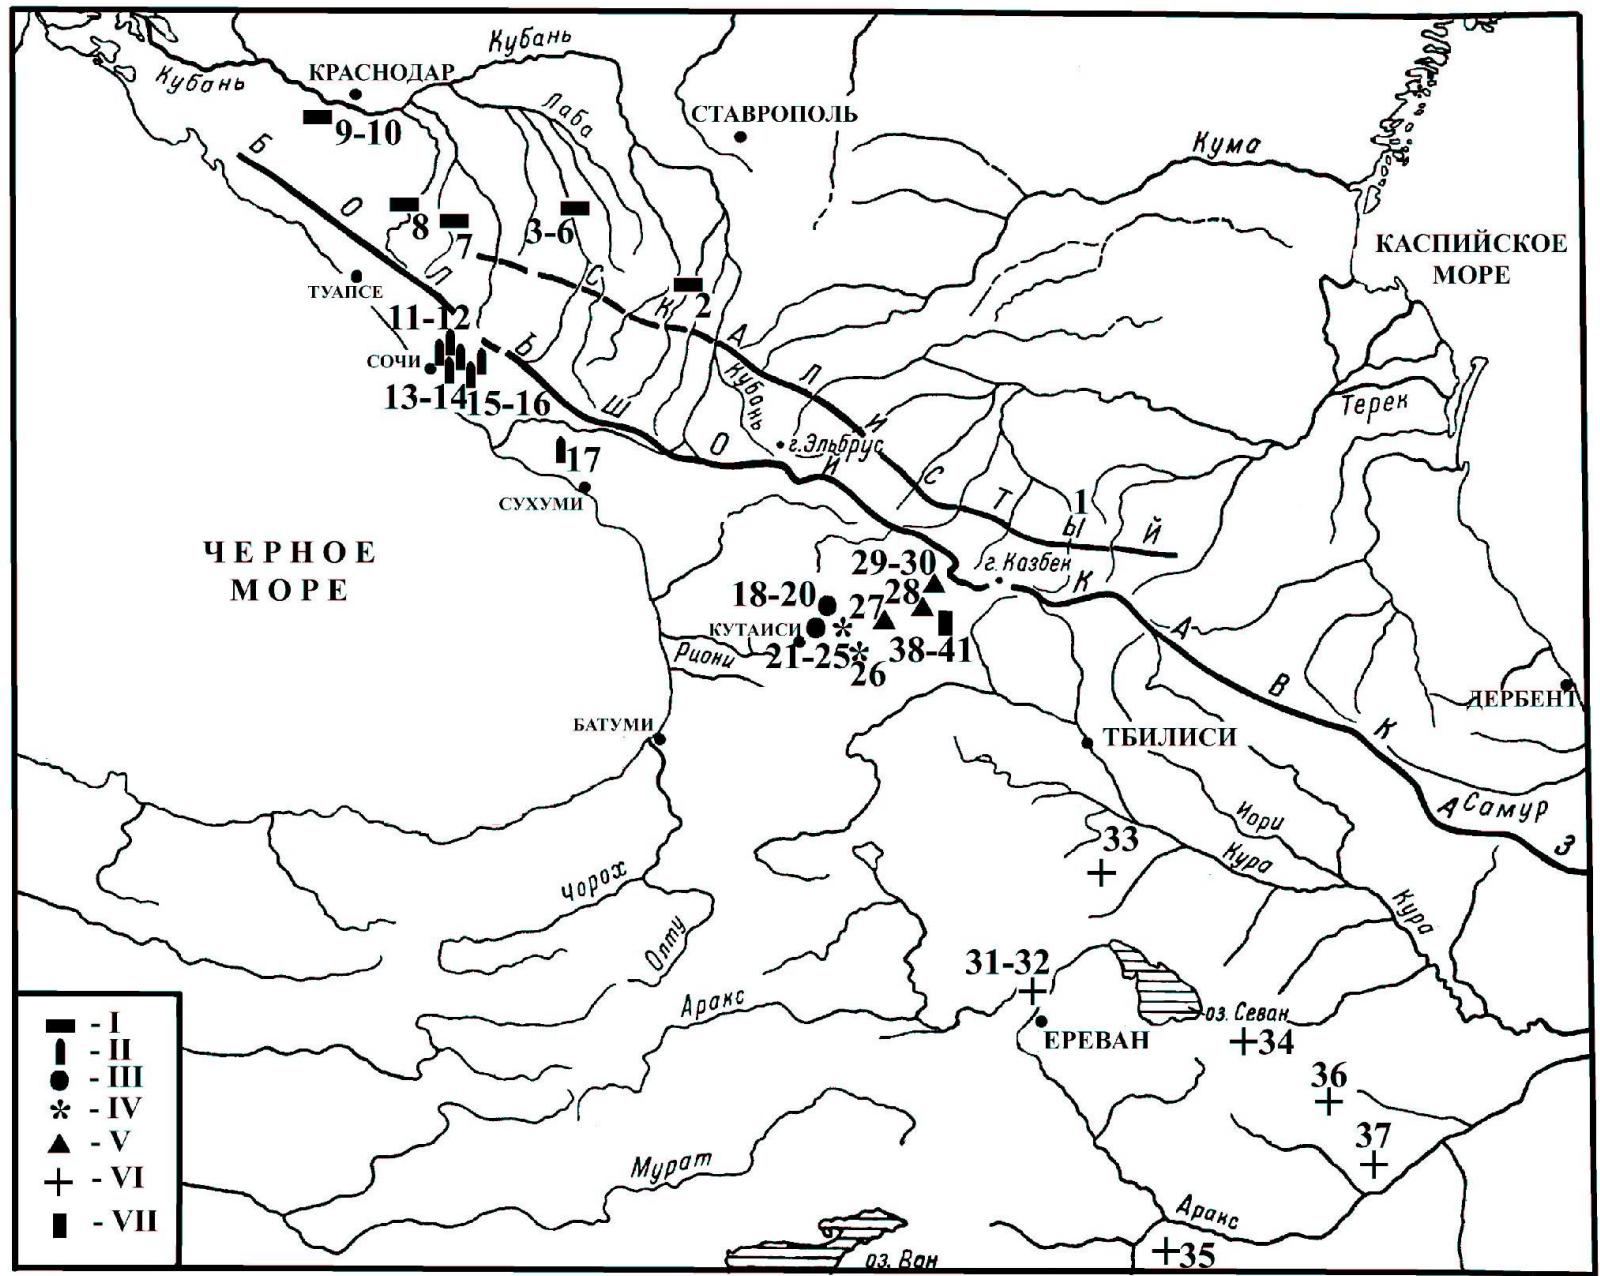 Кубань
Кубань
КРАСНОДАР
Лаба
СТАВРОПОЛЬ
9-10
Кума
Б О Л Ь Ш О Й К А В К А З
8
7
3-6
2
С К А Л И С Т Ы Й
КАСПИЙСКОЕ
МОРЕ
ТУАПСЕ
11-12
СОЧИ
13-14
15-16
Кубань
Терек
г.Эльбрус
17
СУХУМИ
1
ЧЕРНОЕ
МОРЕ
29-30
г. Казбек
18-20
27
28
КУТАИСИ
21-25
38-41
26
Риони
ДЕРБЕНТ
БАТУМИ
ТБИЛИСИ
Самур
Иори
33
Кура
Кура
Чорох
Олту
31-32
Аракс
оз. Севан
ЕРЕВАН
34
36
37
Мурат
Аракс
35
оз. Ван
- I
- II
- III
- IV
- V
- VI
- VII